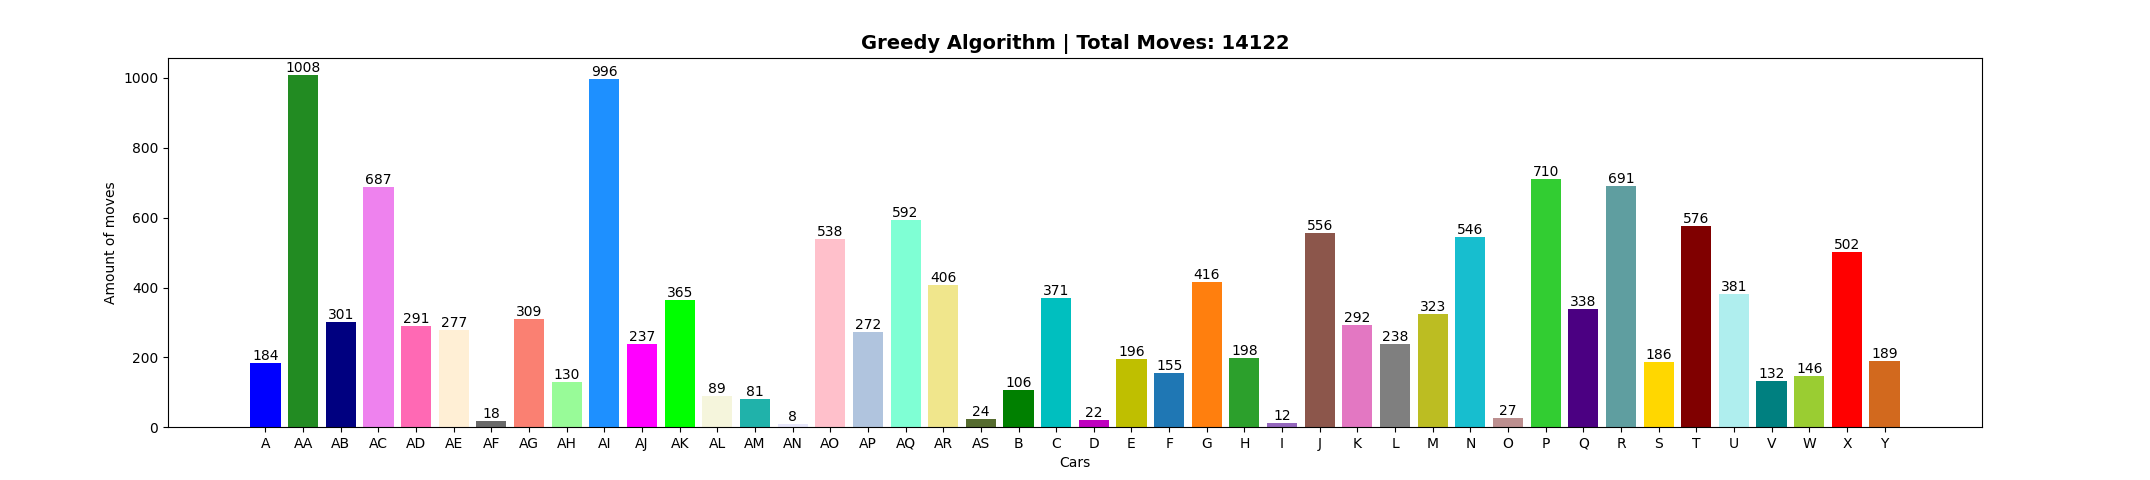 Greedy Algorithm | Total Moves: 14122
Amount of moves
1000
800
600
400
200
0
184 1008 301 687 291 277 18 309 130 996 237 365 89 81 8 538 272 592 406 24 106 371 22 196 155 416 198 12 556 292 238 323 546 27 710 338 691 186 576 381 132 146 502 189
A AA AB AC AD AE AF AG AH AI AJ AK AL AM AN AO AP AQ AR AS B C D E F G H I J K L M N O P Q R S T U V W X Y
Cars